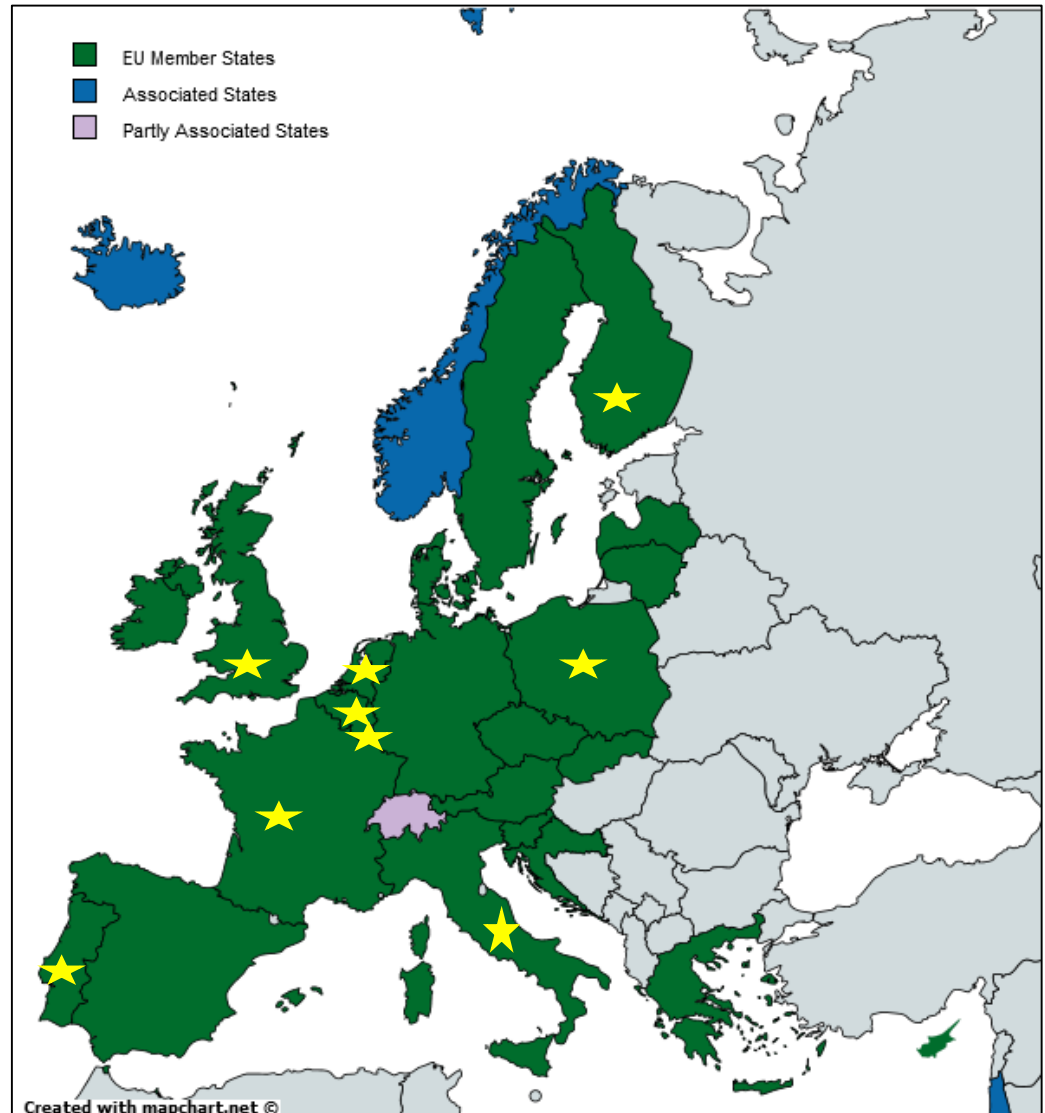 EU Member States
Associated States
Partly Associated States
Created with mapchart.net ©